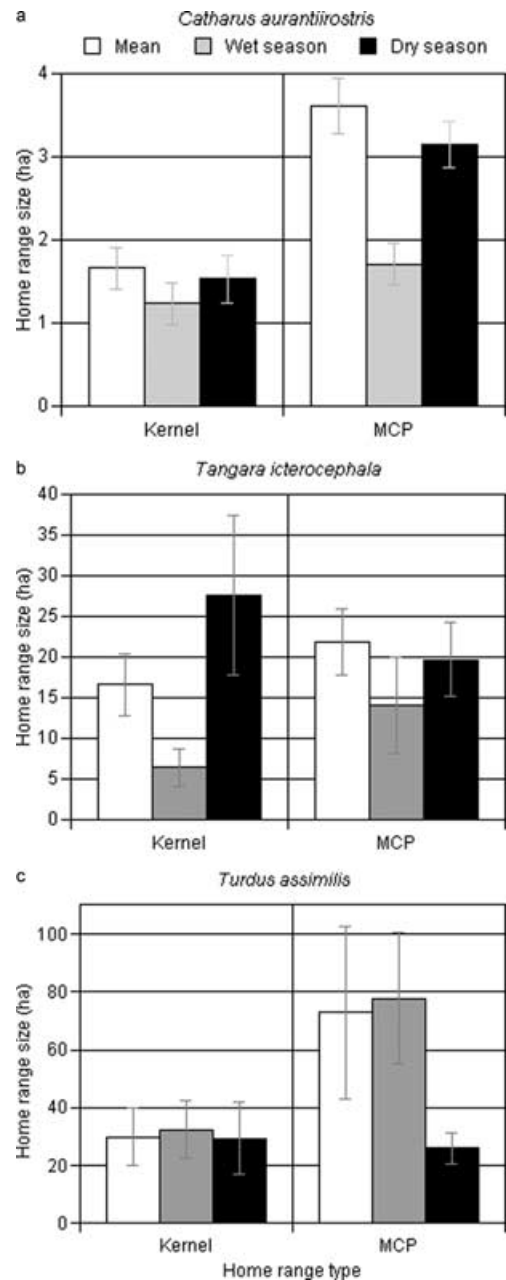 a
Catharus aurantiirostris
Mean Wet season Dry season
Home range size (ha)
4
3
2
1
0
Kernel MCP
b
Tangara icterocephala
Home range size (ha)
40
35
30
25
20
15
10
5
0
Kernel MCP
c
Turdus assimilis
Home range size (ha)
100
80
60
40
20
0
Kernel MCP
Home range type